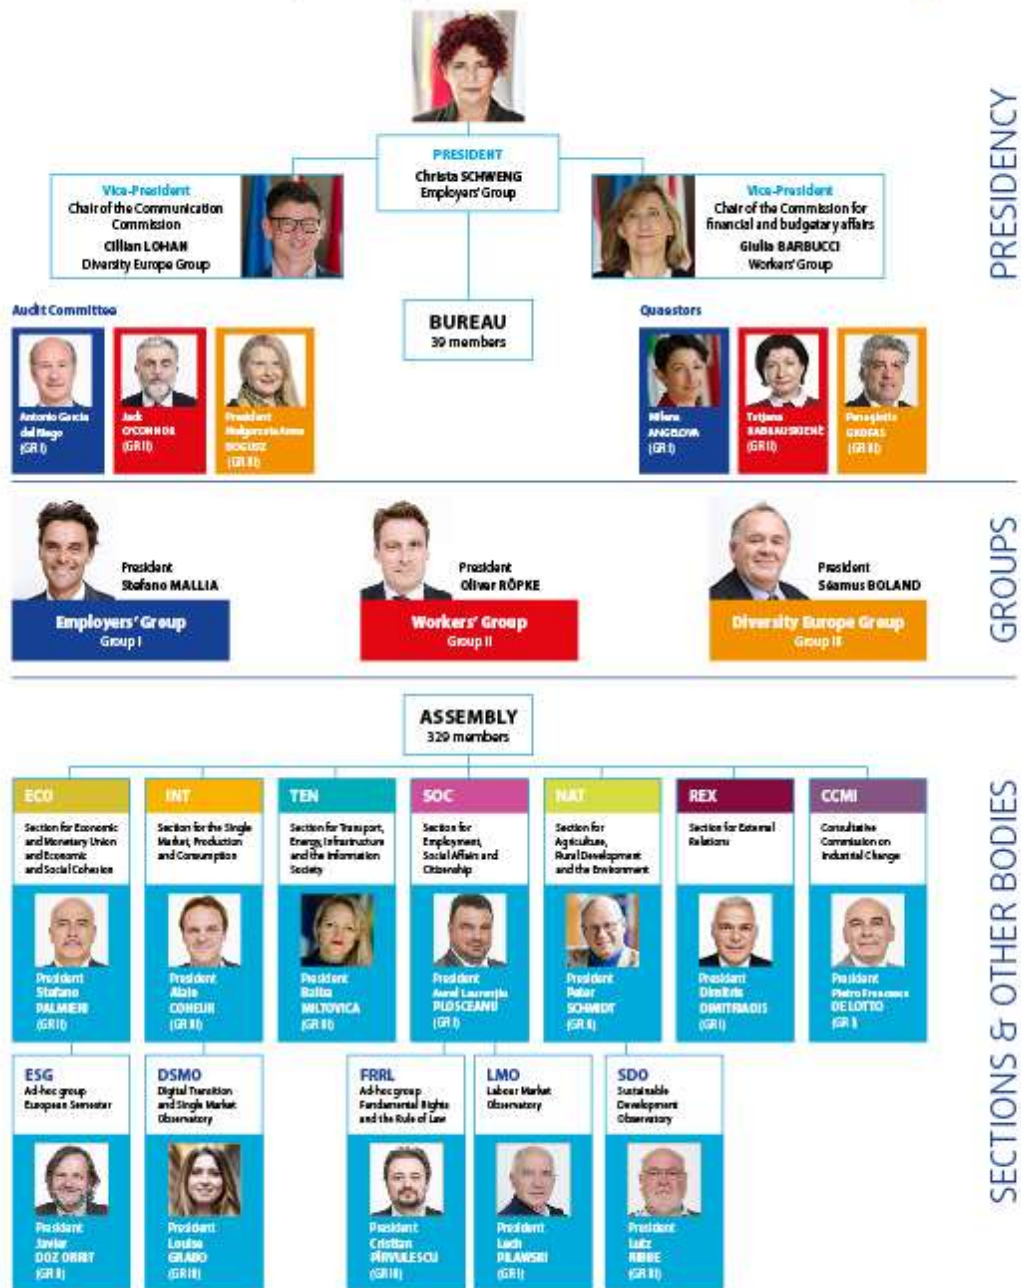 PRESIDENCY
PRESIDENT
Christa SCHWENG
Employers' Group
Vice-President
Chair of the Communication
Commission
Cillian LOHAN
Diversity Europe Group
Vice-President
Chair of the Commission for
financial and budgetary affairs
Giulia BARBUCCI
Workers' Group
BUREAU
39 members
Audit Committee
Antonio García
del Riego
(GR I)
Jack
O'CONNOR
(GR II)
President
Małgorzata Anna
BOGUSZ
(GR III)
Quaestors
Milena
ANGELOVA
(GR I)
Tatjana
BABRAUSKIENĖ
(GR II)
Panagiotis
GKOFAS
(GR III)
GROUPS
President
Stefano MALLIA
Employers' Group
Group I
President
Oliver RÖPKE
Workers' Group
Group II
President
Séamus BOLAND
Diversity Europe Group
Group III
SECTIONS & OTHER BODIES
ASSEMBLY
329 members
ECO
Section for Economic
and Monetary Union
and Economic
and Social Cohesion
President
Stefano
PALMIERI
(GR II)
INT
Section for the Single
Market, Production
and Consumption
President
Alain
COHEUR
(GR III)
TEN
Section for Transport,
Energy, Infrastructure
and the Information
Society
President
Baiba
MILTOVICA
(GR III)
SOC
Section for
Employment,
Social Affairs and
Citizenship
President
Aurel Laurenţiu
PLOSCEANU
(GR I)
NAT
Section for
Agriculture,
Rural Development
and the Environment
President
Peter
SCHMIDT
(GR II)
REX
Section for External
Relations
President
Dimitris
DIMITRIADIS
(GR I)
CCMI
Consultative
Commission on
Industrial Change
President
Pietro Francesco
DE LOTTO
(GR I)
ESG
Ad-hoc group
European Semester
President
Javier
DOZ ORRIT
(GR II)
DSMO
Digital Transition
and Single Market
Observatory
President
Louise
GRABO
(GR III)
FRRL
Ad-hoc group
Fundamental Rights
and the Rule of Law
President
Cristian
PÎRVULESCU
(GR III)
LMO
Labour Market
Observatory
President
Lech
PILAWSKI
(GR I)
SDO
Sustainable
Development
Observatory
President
Lutz
RIBBE
(GR III)